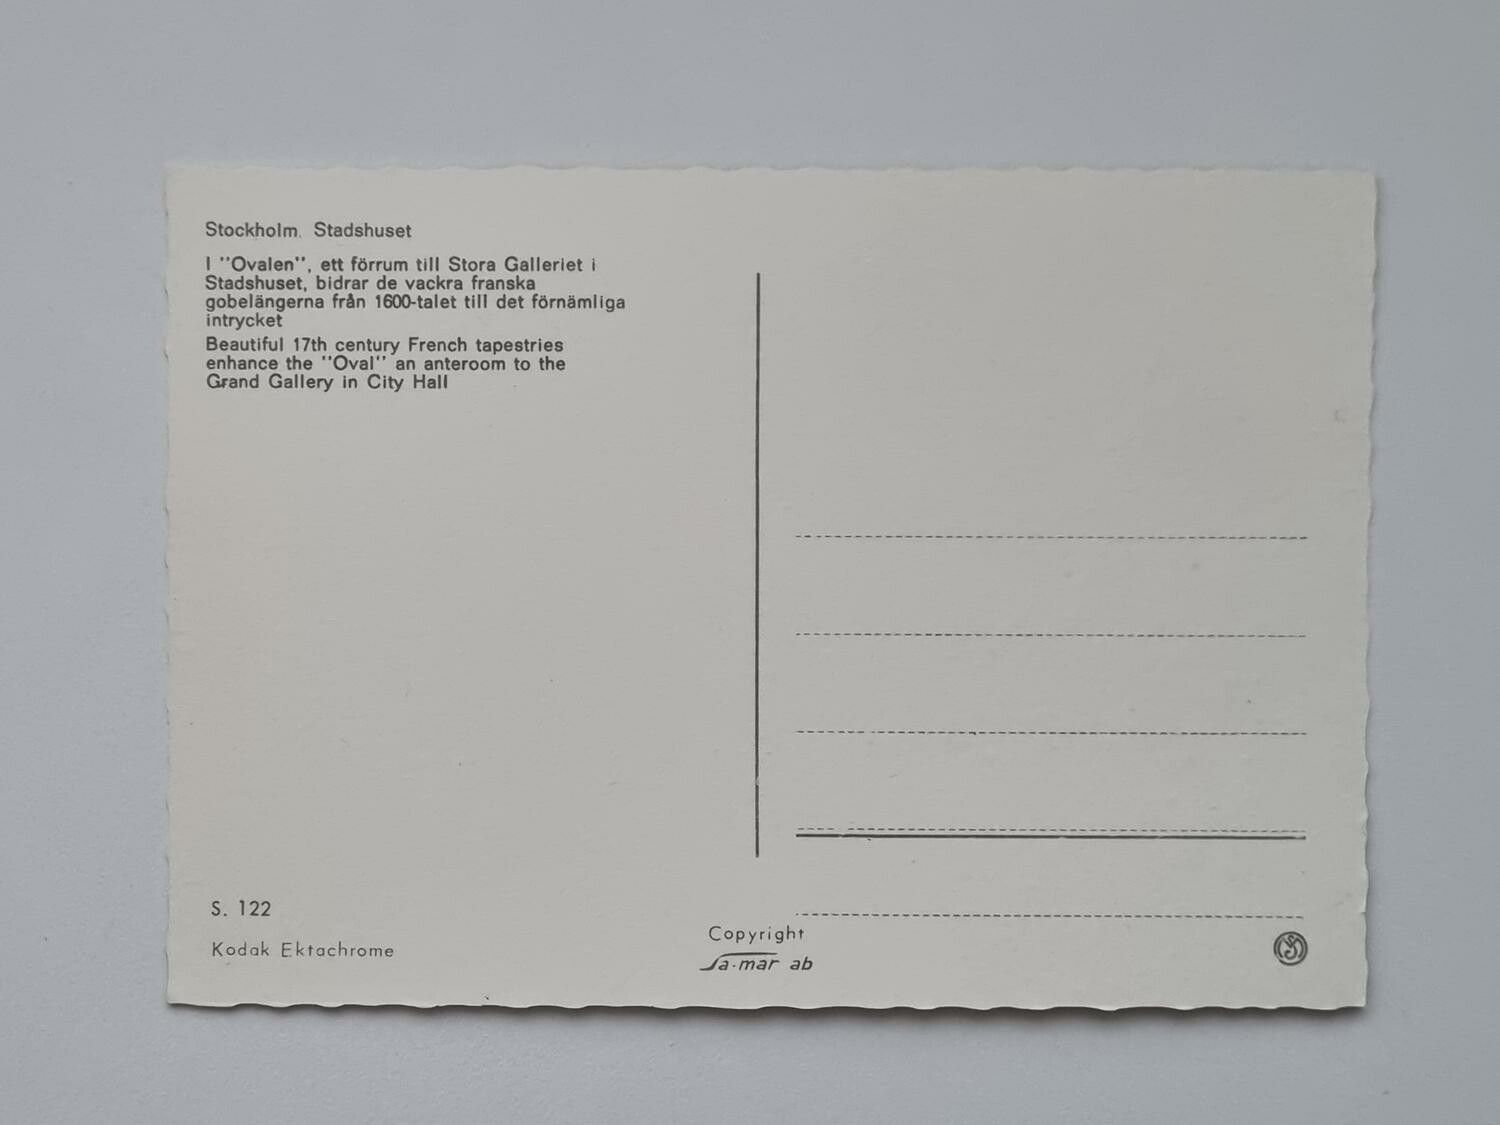 Stockholm. Stadshuset
I "Ovalen", ett förrum till Stora Galleriet i
Stadshuset, bidrar de vackra franska
gobelängerna från 1600-talet till det förnämliga
intrycket
Beautiful 17th century French tapestries
enhance the "Oval" an anteroom to the
Grand Gallery in City Hall
S. 122
Kodak Ektachrome
Copyright
Sa-mar ab